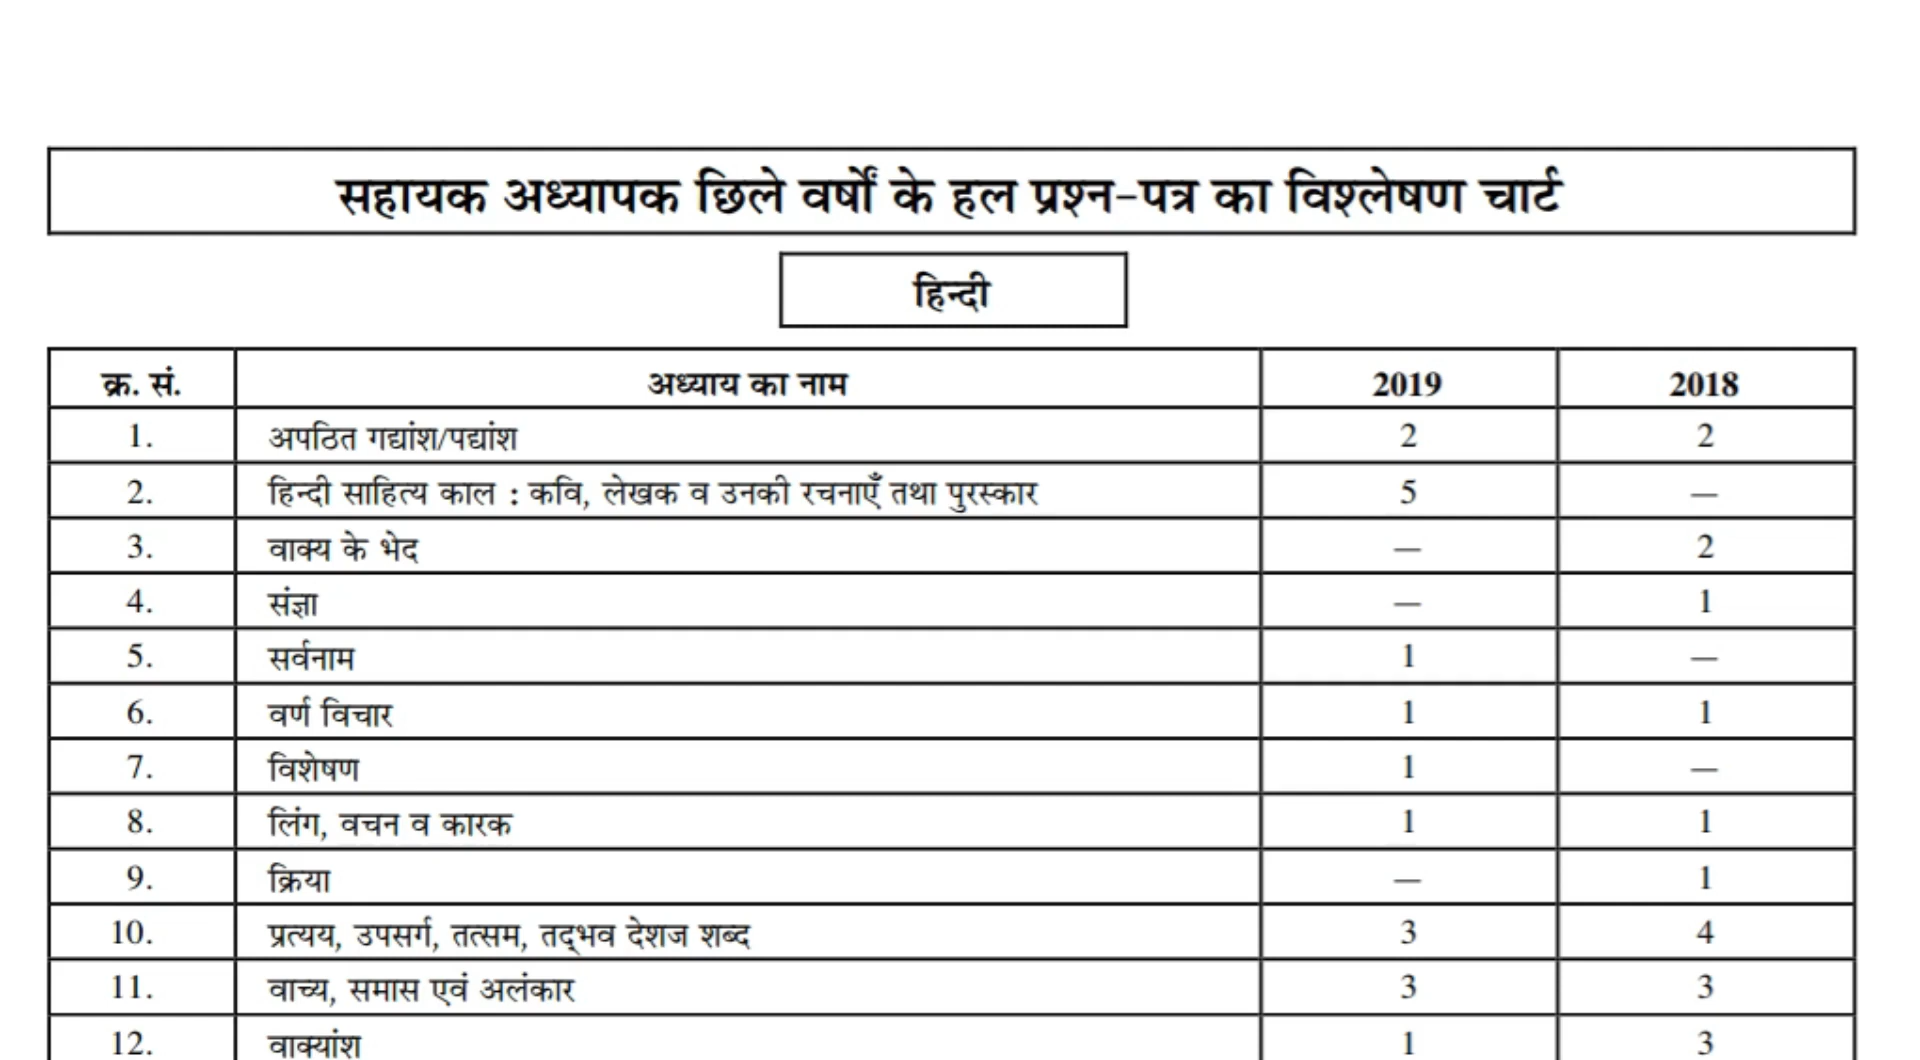 सहायक अध्यापक छिले वर्षों के हल प्रश्न-पत्र का विश्लेषण चार्ट
हिन्दी
क्र. सं. अध्याय का नाम 2019 2018
1. अपठित गद्यांश/पद्यांश 2 2
2. हिन्दी साहित्य काल : कवि, लेखक व उनकी रचनाएँ तथा पुरस्कार 5 —
3. वाक्य के भेद — 2
4. संज्ञा — 1
5. सर्वनाम 1 —
6. वर्ण विचार 1 1
7. विशेषण 1 —
8. लिंग, वचन व कारक 1 1
9. क्रिया — 1
10. प्रत्यय, उपसर्ग, तत्सम, तद्‌भव देशज शब्द 3 4
11. वाच्य, समास एवं अलंकार 3 3
12. वाक्यांश 1 3